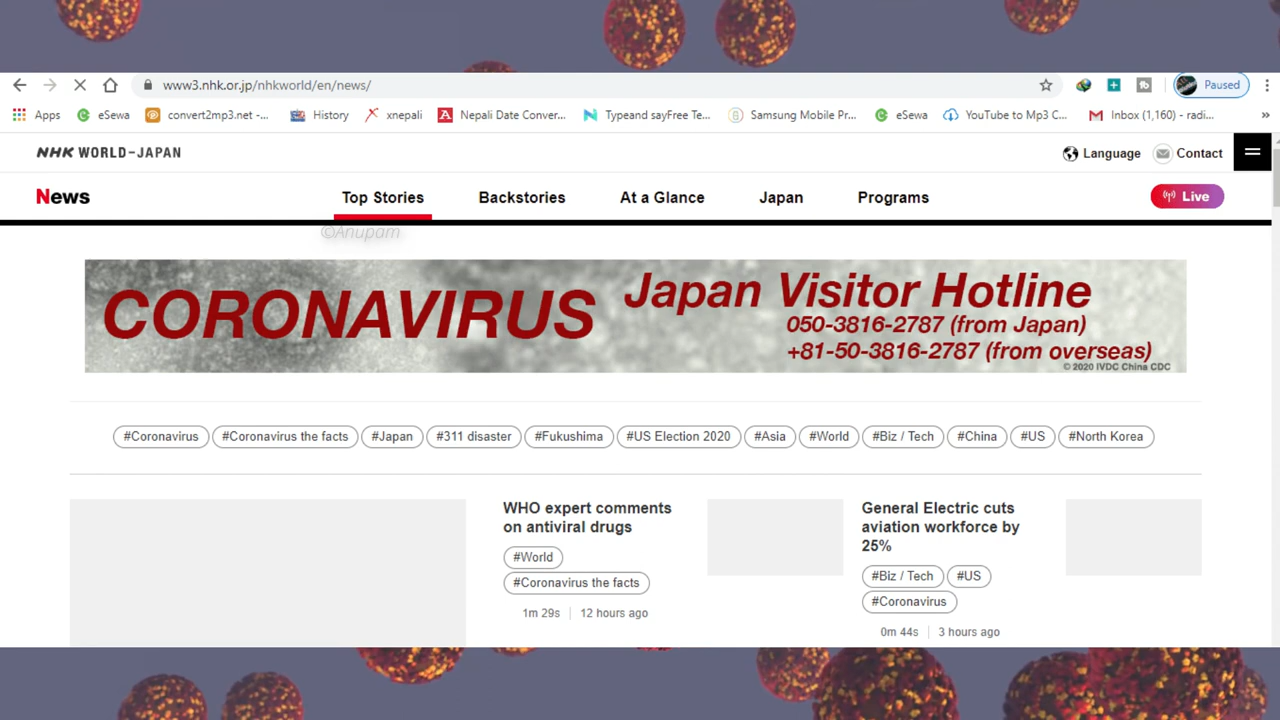 www3.nhk.or.jp/nhkworld/en/news/
Paused
Apps
eSewa
convert2mp3.net -...
History
xnepali
Nepali Date Conver...
Typeand sayFree Te...
Samsung Mobile Pr...
eSewa
YouTube to Mp3 C...
Inbox (1,160) - radi...
»
NHK WORLD-JAPAN
Language
Contact
News
Top Stories
Backstories
At a Glance
Japan
Programs
Live
©Anupam
CORONAVIRUS
Japan Visitor Hotline
050-3816-2787 (from Japan)
+81-50-3816-2787 (from overseas)
© 2020 IVDC China CDC
#Coronavirus
#Coronavirus the facts
#Japan
#311 disaster
#Fukushima
#US Election 2020
#Asia
#World
#Biz / Tech
#China
#US
#North Korea
WHO expert comments
on antiviral drugs
#World
#Coronavirus the facts
1m 29s
12 hours ago
General Electric cuts
aviation workforce by
25%
#Biz / Tech
#US
#Coronavirus
0m 44s
3 hours ago